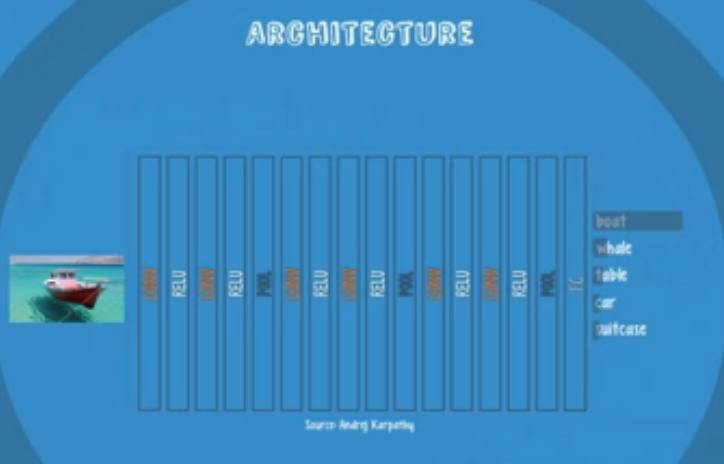 ARCHITECTURE
CONV RELU CONV RELU POOL CONV RELU CONV RELU POOL CONV RELU CONV RELU POOL FC
boat
whale
table
car
suitcase
Source: Andrej Karpathy